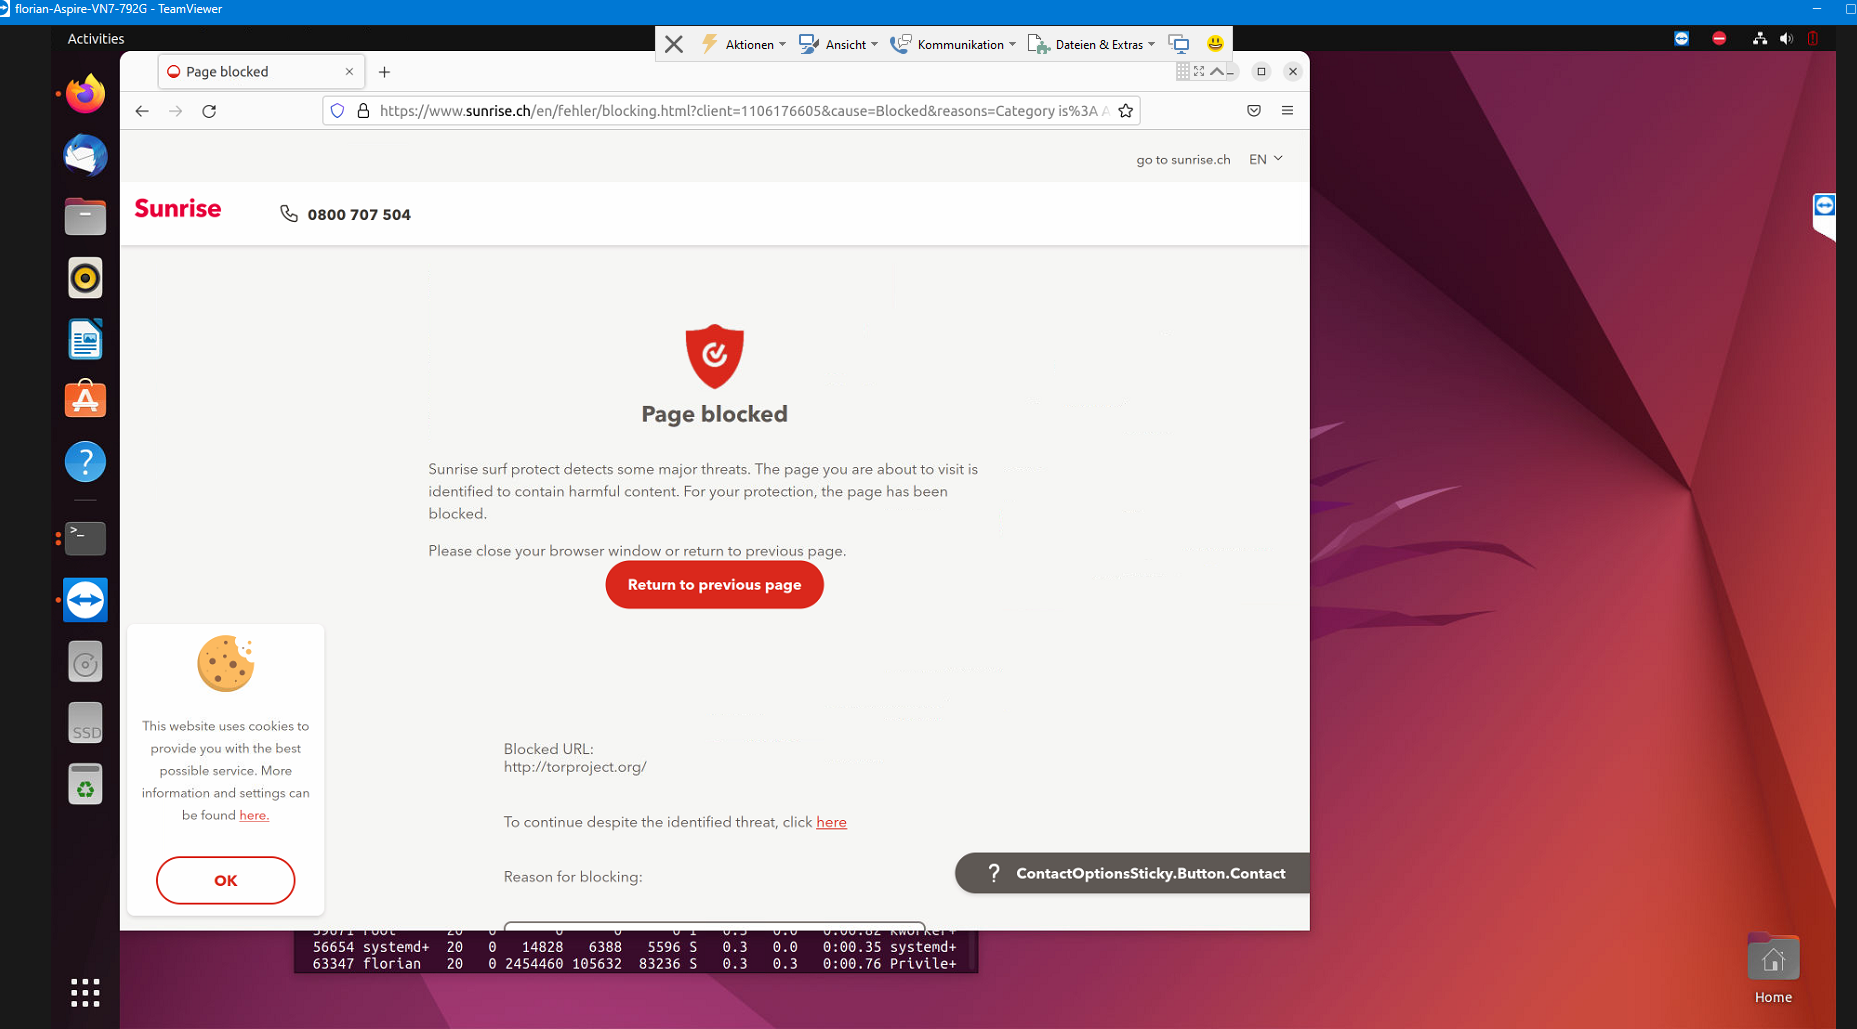 florian-Aspire-VN7-792G - TeamViewer
Activities
Aktionen
Ansicht
Kommunikation
Dateien & Extras
Page blocked
https://www.sunrise.ch/en/fehler/blocking.html?client=1106176605&cause=Blocked&reasons=Category is%3A A
go to sunrise.ch
EN
Sunrise
0800 707 504
Page blocked
Sunrise surf protect detects some major threats. The page you are about to visit is
identified to contain harmful content. For your protection, the page has been
blocked.
Please close your browser window or return to previous page.
Return to previous page
This website uses cookies to
provide you with the best
possible service. More
information and settings can
be found here.
OK
SSD
Blocked URL:
http://torproject.org/
To continue despite the identified threat, click here
Reason for blocking:
? ContactOptionsSticky.Button.Contact
56654 systemd+ 20 0 14828 6388 5596 S 0.3 0.0 0:00.35 systemd+
63347 florian 20 0 2454460 105632 83236 S 0.3 0.3 0:00.76 Privile+
Home